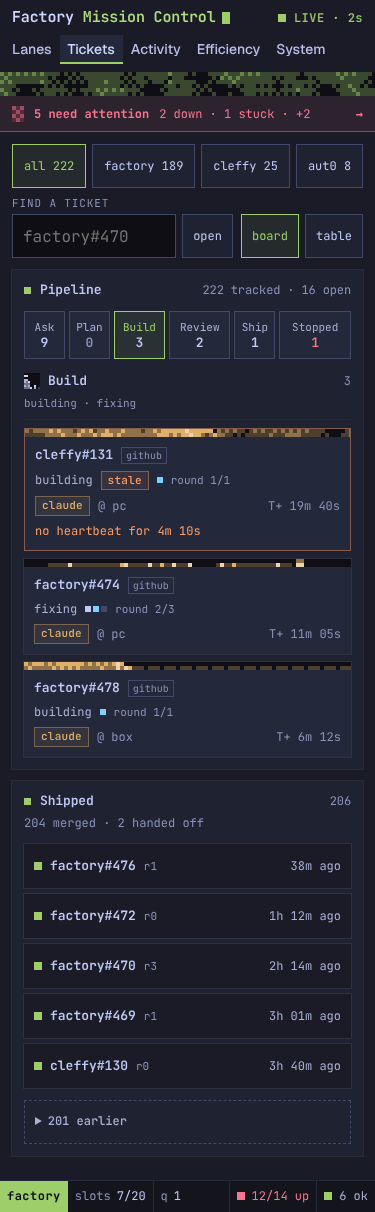 Factory Mission Control LIVE · 2s
Lanes Tickets Activity Efficiency System
5 need attention 2 down · 1 stuck · +2 →
all 222 factory 189 cleffy 25 aut0 8
FIND A TICKET
factory#470 open board table
Pipeline 222 tracked · 16 open
Ask Plan Build Review Ship Stopped
9 0 3 2 1 1
Build 3
building · fixing
cleffy#131 github
building stale round 1/1
claude @ pc T+ 19m 40s
no heartbeat for 4m 10s
factory#474 github
fixing round 2/3
claude @ pc T+ 11m 05s
factory#478 github
building round 1/1
claude @ box T+ 6m 12s
Shipped 206
204 merged · 2 handed off
factory#476 r1 38m ago
factory#472 r0 1h 12m ago
factory#470 r3 2h 14m ago
factory#469 r1 3h 01m ago
cleffy#130 r0 3h 40m ago
▶ 201 earlier
factory slots 7/20 q 1 12/14 up 6 ok